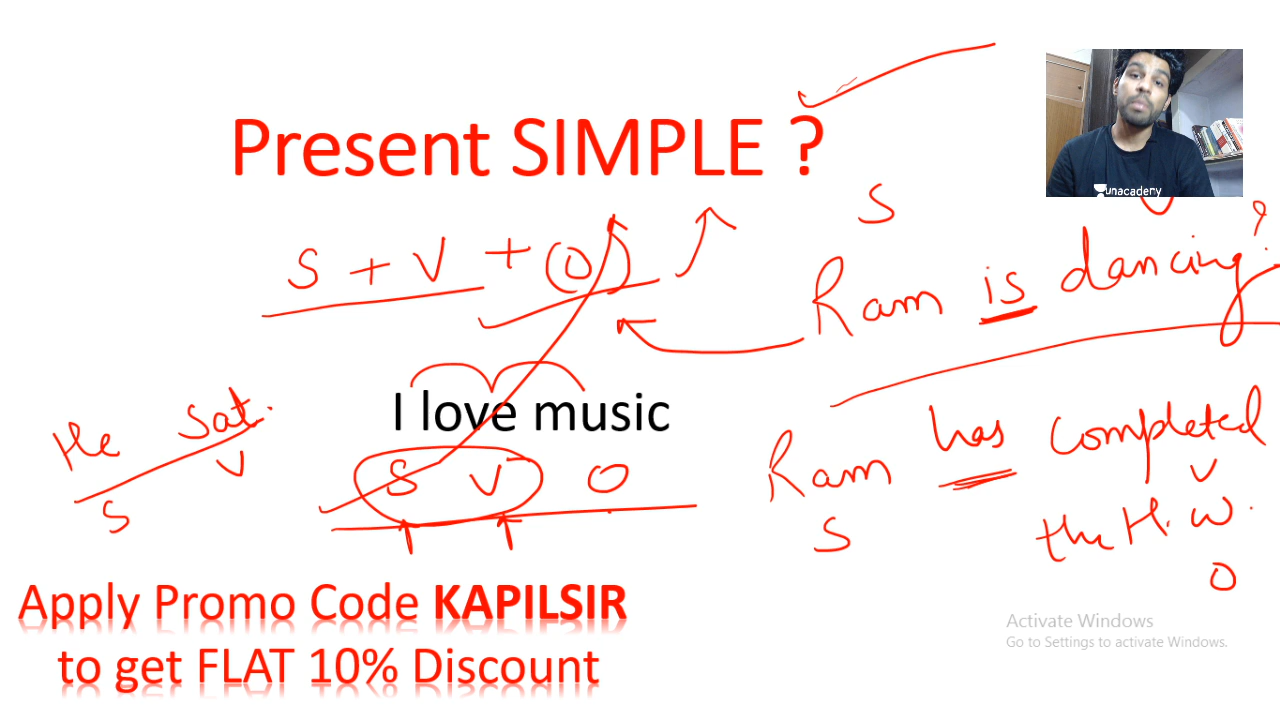 Present SIMPLE ?
unacademy
S
S + V + (O)
Ram is dancing?
I love music
He Sat.
S V
S V O
Ram has completed
S V
the H.W.
O
Apply Promo Code KAPILSIR
to get FLAT 10% Discount
Activate Windows
Go to Settings to activate Windows.